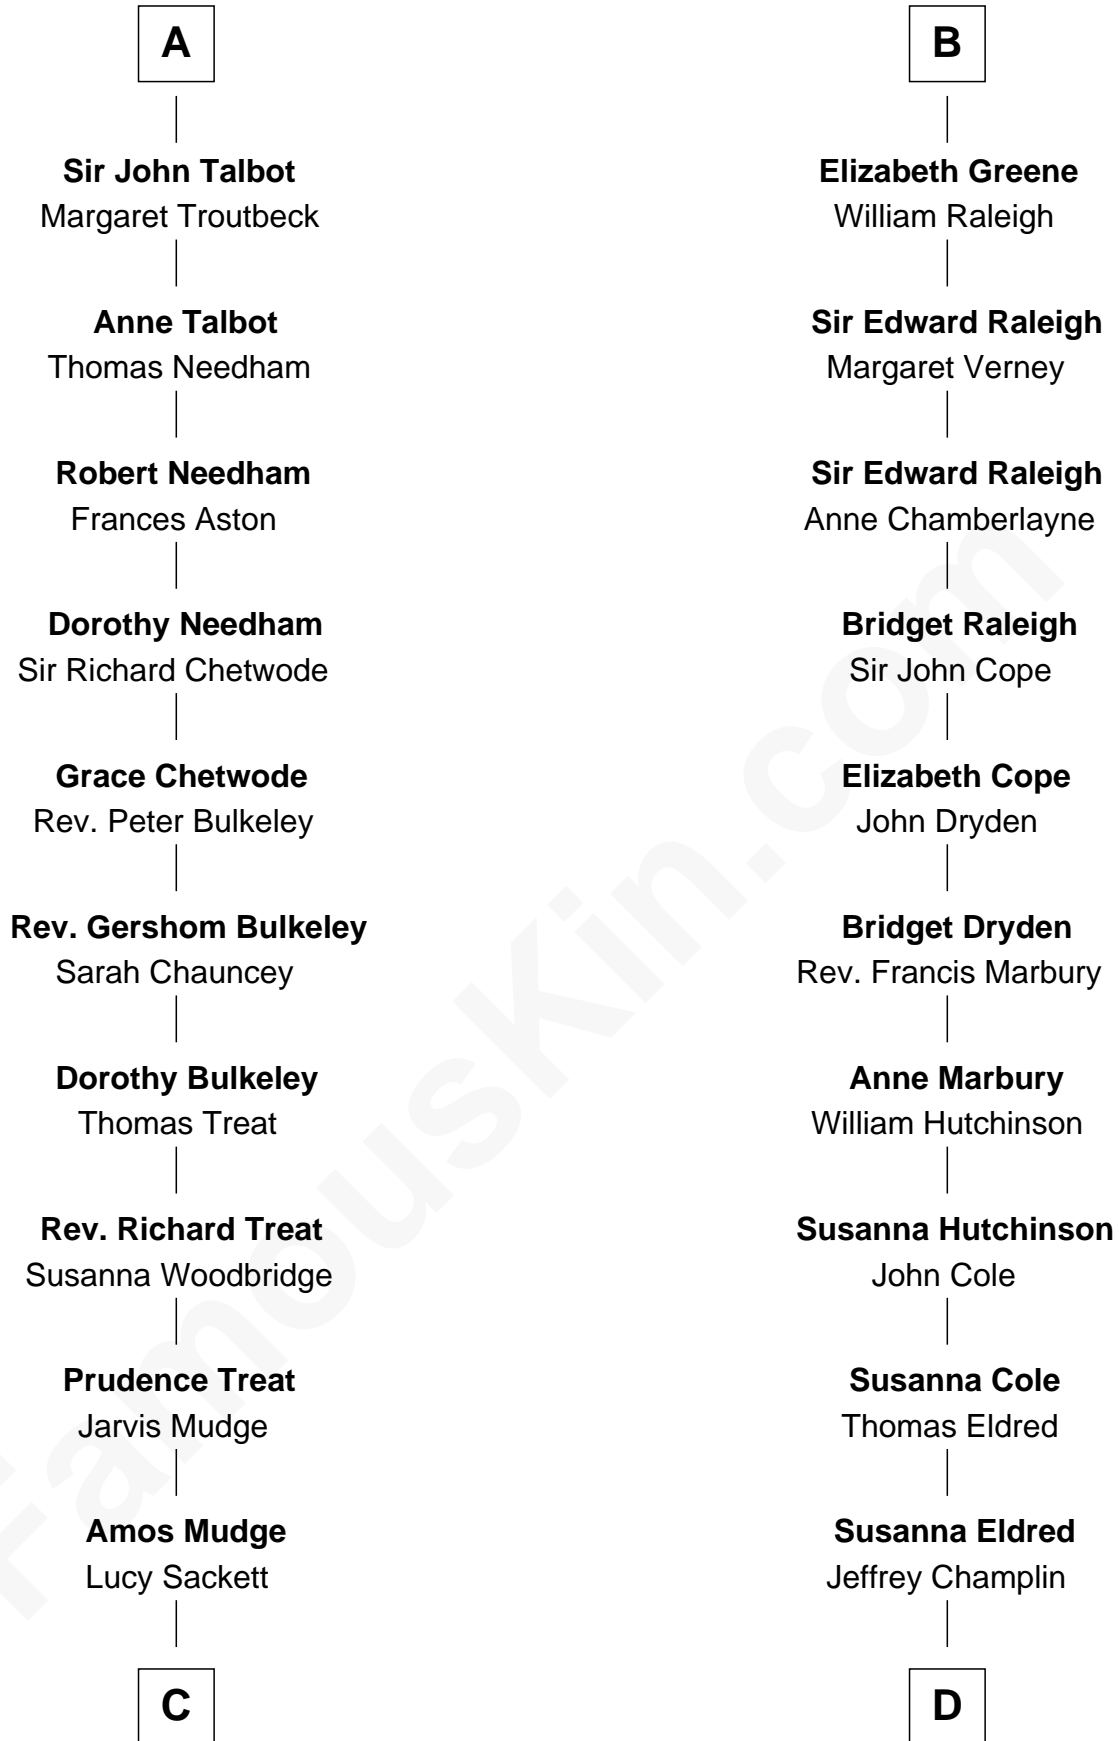 A
Sir John Talbot
Margaret Troutbeck
Anne Talbot
Thomas Needham
Robert Needham
Frances Aston
Dorothy Needham
Sir Richard Chetwode
Grace Chetwode
Rev. Peter Bulkeley
Rev. Gershom Bulkeley
Sarah Chauncey
Dorothy Bulkeley
Thomas Treat
Rev. Richard Treat
Susanna Woodbridge
Prudence Treat
Jarvis Mudge
Amos Mudge
Lucy Sackett
C
B
Elizabeth Greene
William Raleigh
Sir Edward Raleigh
Margaret Verney
Sir Edward Raleigh
Anne Chamberlayne
Bridget Raleigh
Sir John Cope
Elizabeth Cope
John Dryden
Bridget Dryden
Rev. Francis Marbury
Anne Marbury
William Hutchinson
Susanna Hutchinson
John Cole
Susanna Cole
Thomas Eldred
Susanna Eldred
Jeffrey Champlin
D
FamousKin.com